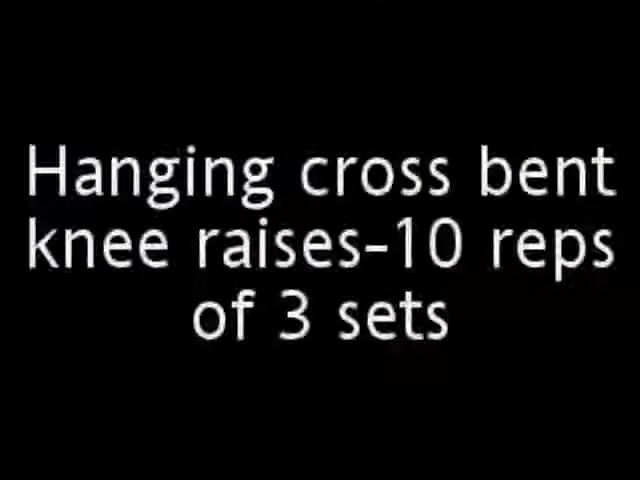 Hanging cross bent
knee raises-10 reps
of 3 sets